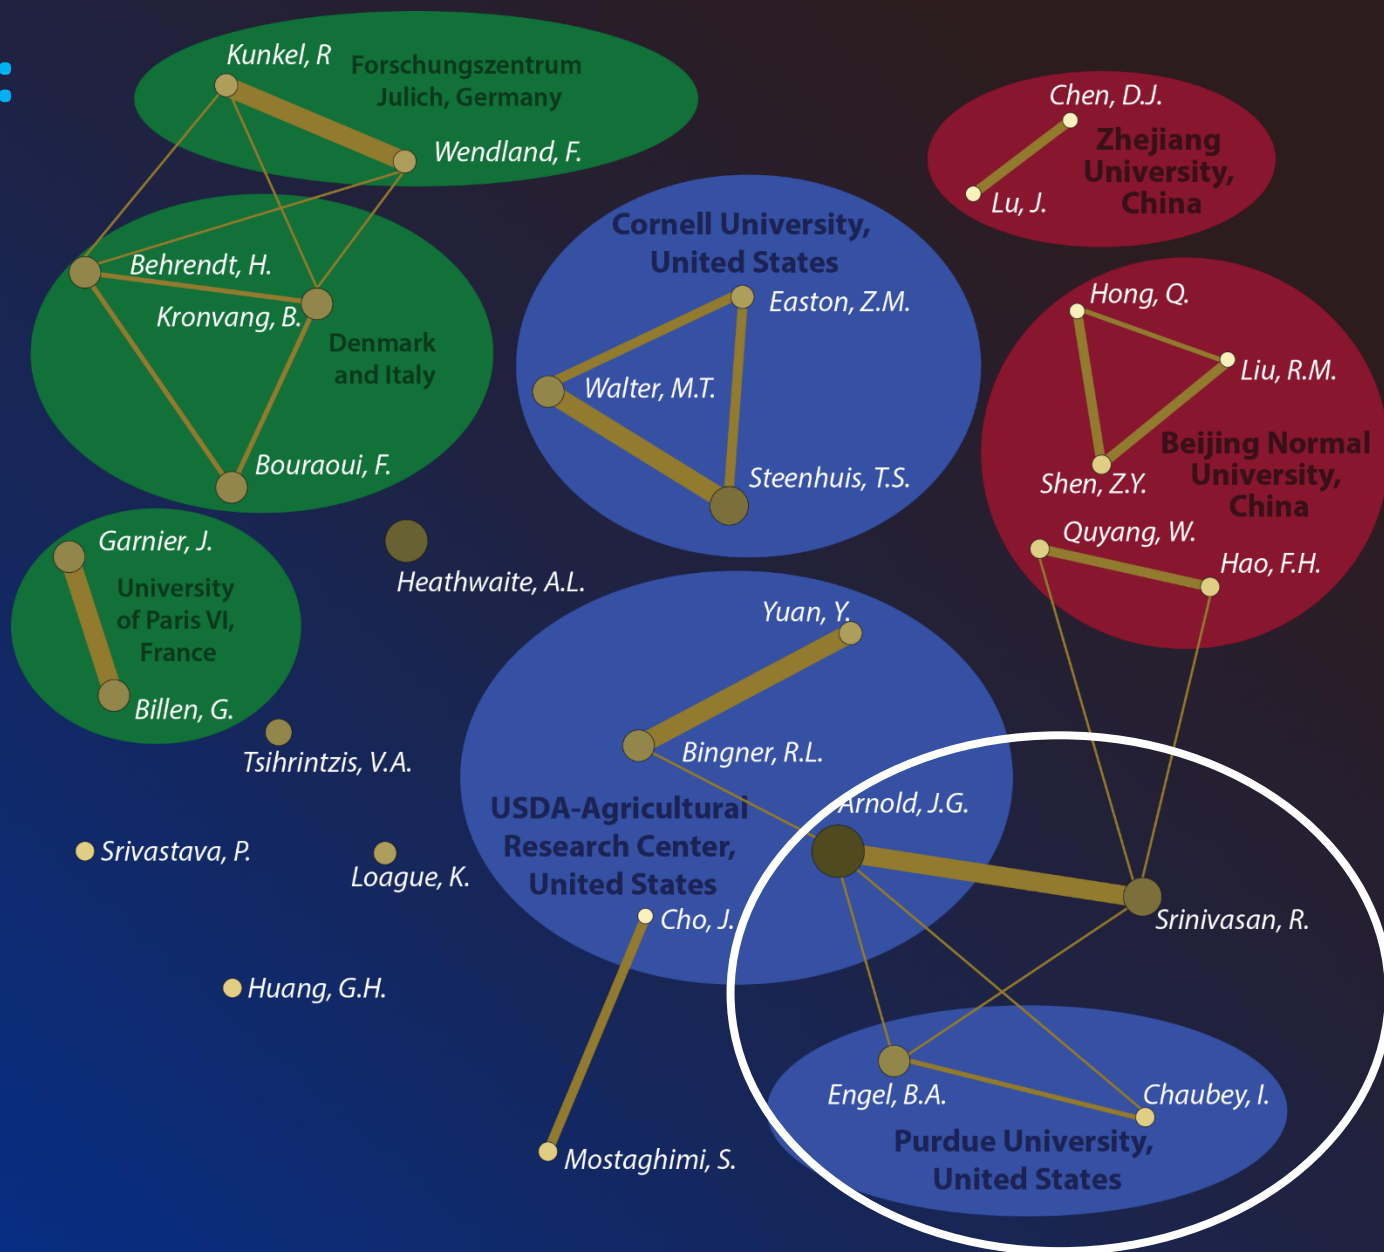 :
Kunkel, R
Forschungszentrum
Julich, Germany
Wendland, F.
Chen, D.J.
Zhejiang
University,
China
Lu, J.
Cornell University,
United States
Easton, Z.M.
Walter, M.T.
Steenhuis, T.S.
Behrendt, H.
Kronvang, B.
Denmark
and Italy
Bouraoui, F.
Hong, Q.
Liu, R.M.
Beijing Normal
University,
China
Shen, Z.Y.
Quyang, W.
Hao, F.H.
Garnier, J.
University
of Paris VI,
France
Billen, G.
Heathwaite, A.L.
Tsihrintzis, V.A.
Yuan, Y.
Bingner, R.L.
Arnold, J.G.
USDA-Agricultural
Research Center,
United States
Srivastava, P.
Loague, K.
Cho, J.
Srinivasan, R.
Huang, G.H.
Engel, B.A.
Chaubey, I.
Purdue University,
United States
Mostaghimi, S.